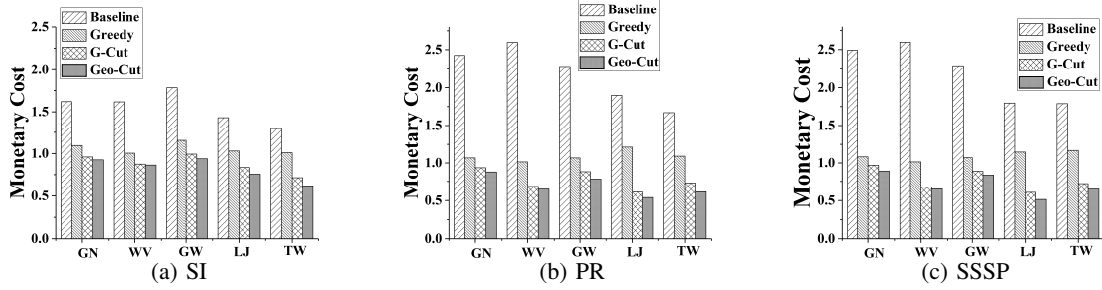 Baseline
Greedy
G-Cut
Geo-Cut
Monetary Cost
2.5
2.0
1.5
1.0
0.5
0.0
GN WV GW LJ TW
(a) SI
Baseline
Greedy
G-Cut
Geo-Cut
Monetary Cost
2.5
2.0
1.5
1.0
0.5
0.0
GN WV GW LJ TW
(b) PR
Baseline
Greedy
G-Cut
Geo-Cut
Monetary Cost
2.5
2.0
1.5
1.0
0.5
0.0
GN WV GW LJ TW
(c) SSSP